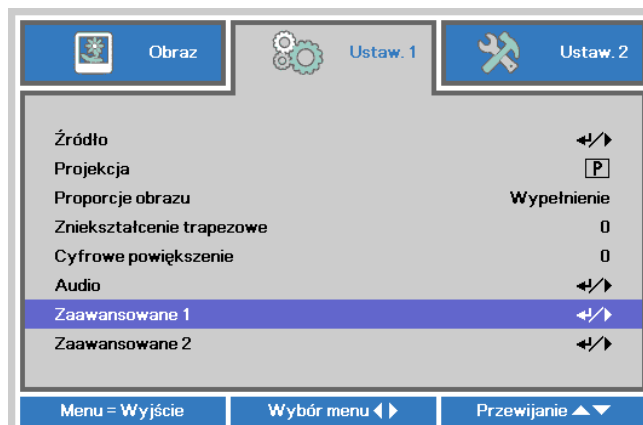 Obraz Ustaw. 1 Ustaw. 2
Źródło
Projekcja P
Proporcje obrazu Wypełnienie
Zniekształcenie trapezowe 0
Cyfrowe powiększenie 0
Audio
Zaawansowane 1
Zaawansowane 2
Menu = Wyjście Wybór menu Przewijanie